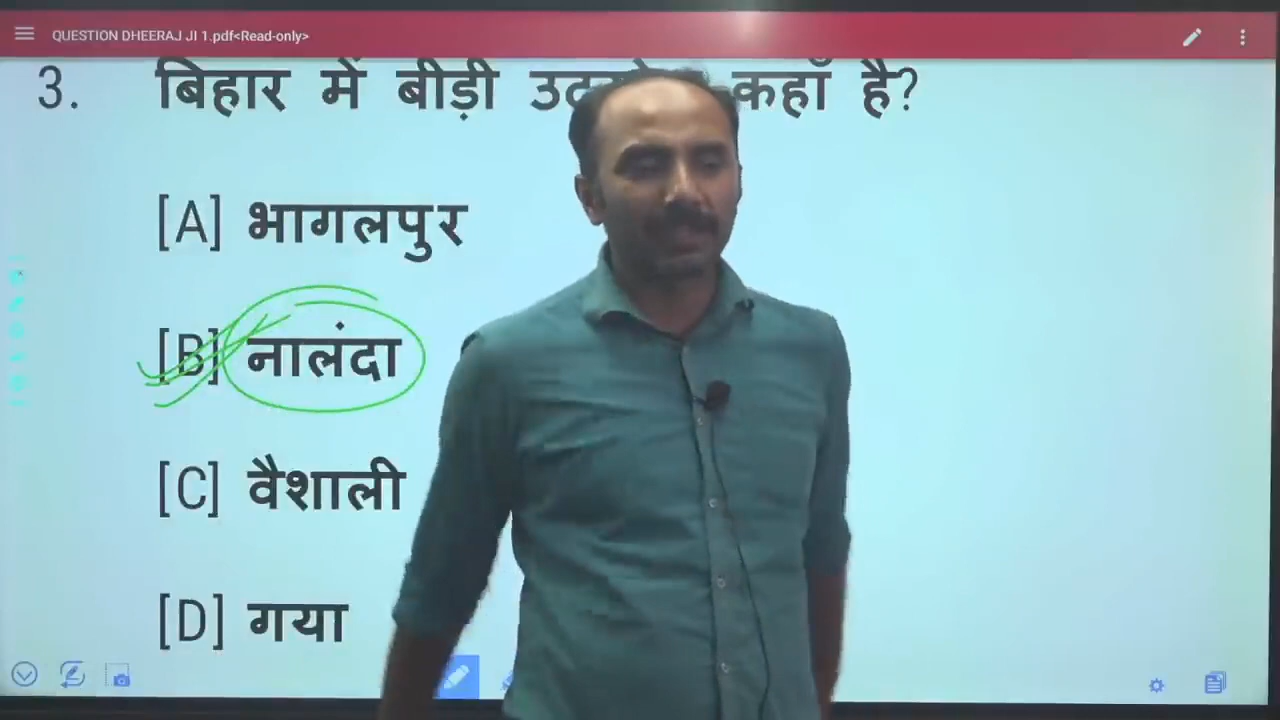 QUESTION DHEERAJ JI 1.pdf<Read-only>
3. बिहार में बीड़ी कहाँ है?
[A] भागलपुर
[B] नालंदा
[C] वैशाली
[D] गया